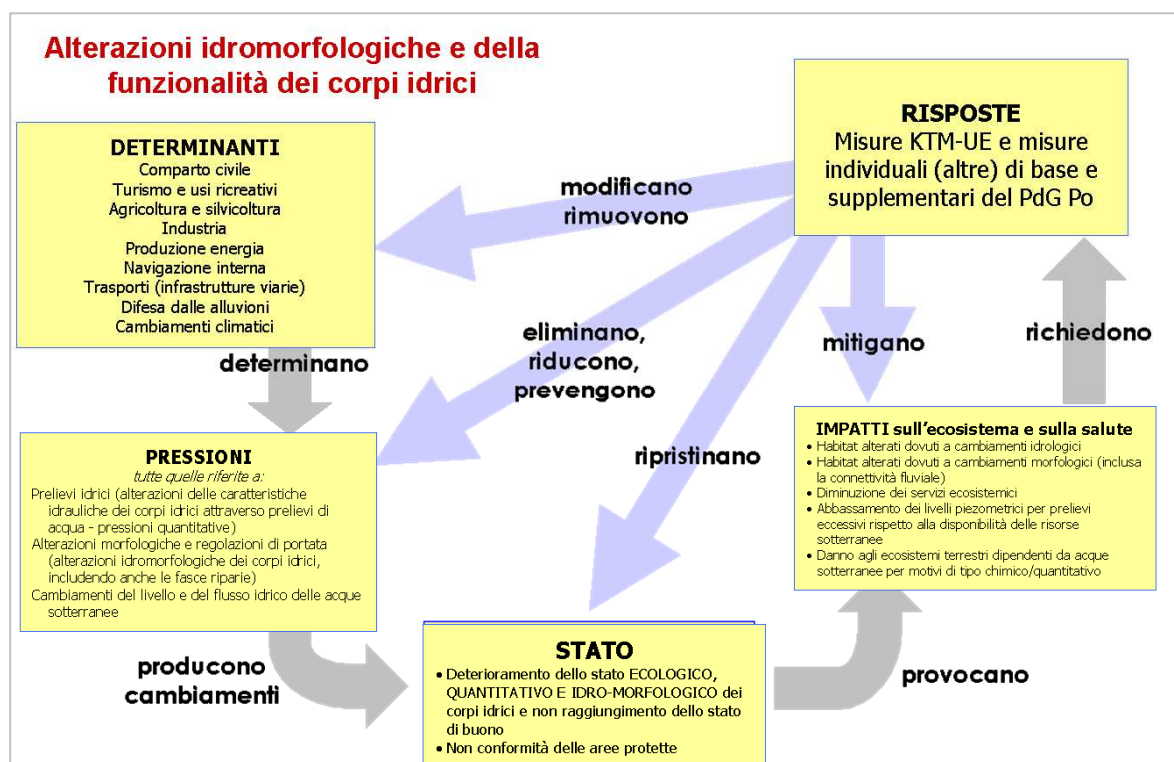 Alterazioni idromorfologiche e della
funzionalità dei corpi idrici
DETERMINANTI
Comparto civile
Turismo e usi ricreativi
Agricoltura e silvicoltura
Industria
Produzione energia
Navigazione interna
Trasporti (infrastrutture viarie)
Difesa dalle alluvioni
Cambiamenti climatici
RISPOSTE
Misure KTM-UE e misure
individuali (altre) di base e
supplementari del PdG Po
modificano
rimuovono
determinano
eliminano,
riducono,
prevengono
mitigano
richiedono
PRESSIONI
tutte quelle riferite a:
Prelievi idrici (alterazioni delle caratteristiche
idrauliche dei corpi idrici attraverso prelievi di
acqua - pressioni quantitative)
Alterazioni morfologiche e regolazioni di portata
(alterazioni idromorfologiche dei corpi idrici,
includendo anche le fasce riparie)
Cambiamenti del livello e del flusso idrico delle acque
sotterranee
ripristinano
IMPATTI sull'ecosistema e sulla salute
• Habitat alterati dovuti a cambiamenti idrologici
• Habitat alterati dovuti a cambiamenti morfologici (inclusa
la connettività fluviale)
• Diminuzione dei servizi ecosistemici
• Abbassamento dei livelli piezometrici per prelievi
eccessivi rispetto alla disponibilità delle risorse
sotterranee
• Danno agli ecosistemi terrestri dipendenti da acque
sotterranee per motivi di tipo chimico/quantitativo
producono
cambiamenti
STATO
• Deterioramento dello stato ECOLOGICO,
QUANTITATIVO E IDRO-MORFOLOGICO dei
corpi idrici e non raggiungimento dello stato
di buono
• Non conformità delle aree protette
provocano